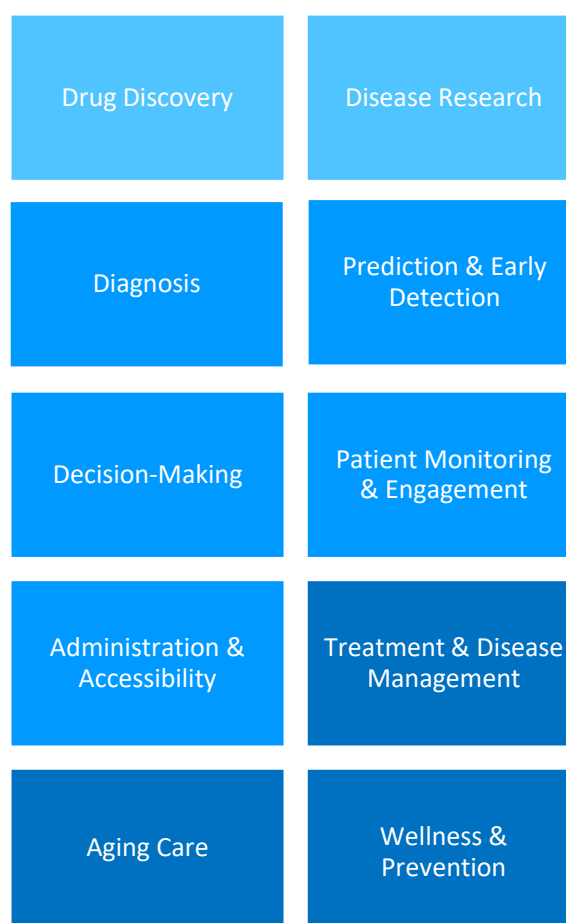 Drug Discovery
Disease Research
Diagnosis
Prediction & Early
Detection
Decision-Making
Patient Monitoring
& Engagement
Administration &
Accessibility
Treatment & Disease
Management
Aging Care
Wellness &
Prevention